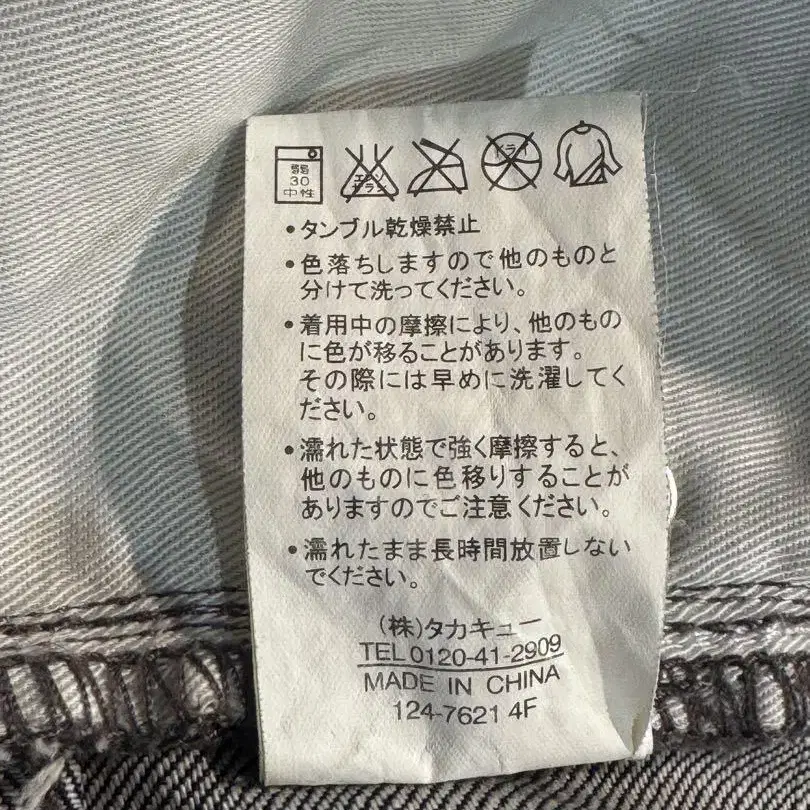 弱
30
中性
エンソ
サラシ
ドライ
・タンブル乾燥禁止
・色落ちしますので他のものと
分けて洗ってください。
・着用中の摩擦により、他のもの
に色が移ることがあります。
その際には早めに洗濯してく
ださい。
・濡れた状態で強く摩擦すると、
他のものに色移りすることが
ありますのでご注意ください。
・濡れたまま長時間放置しない
でください。
(株)タカキュー
TEL 0120-41-2909
MADE IN CHINA
124-7621 4F